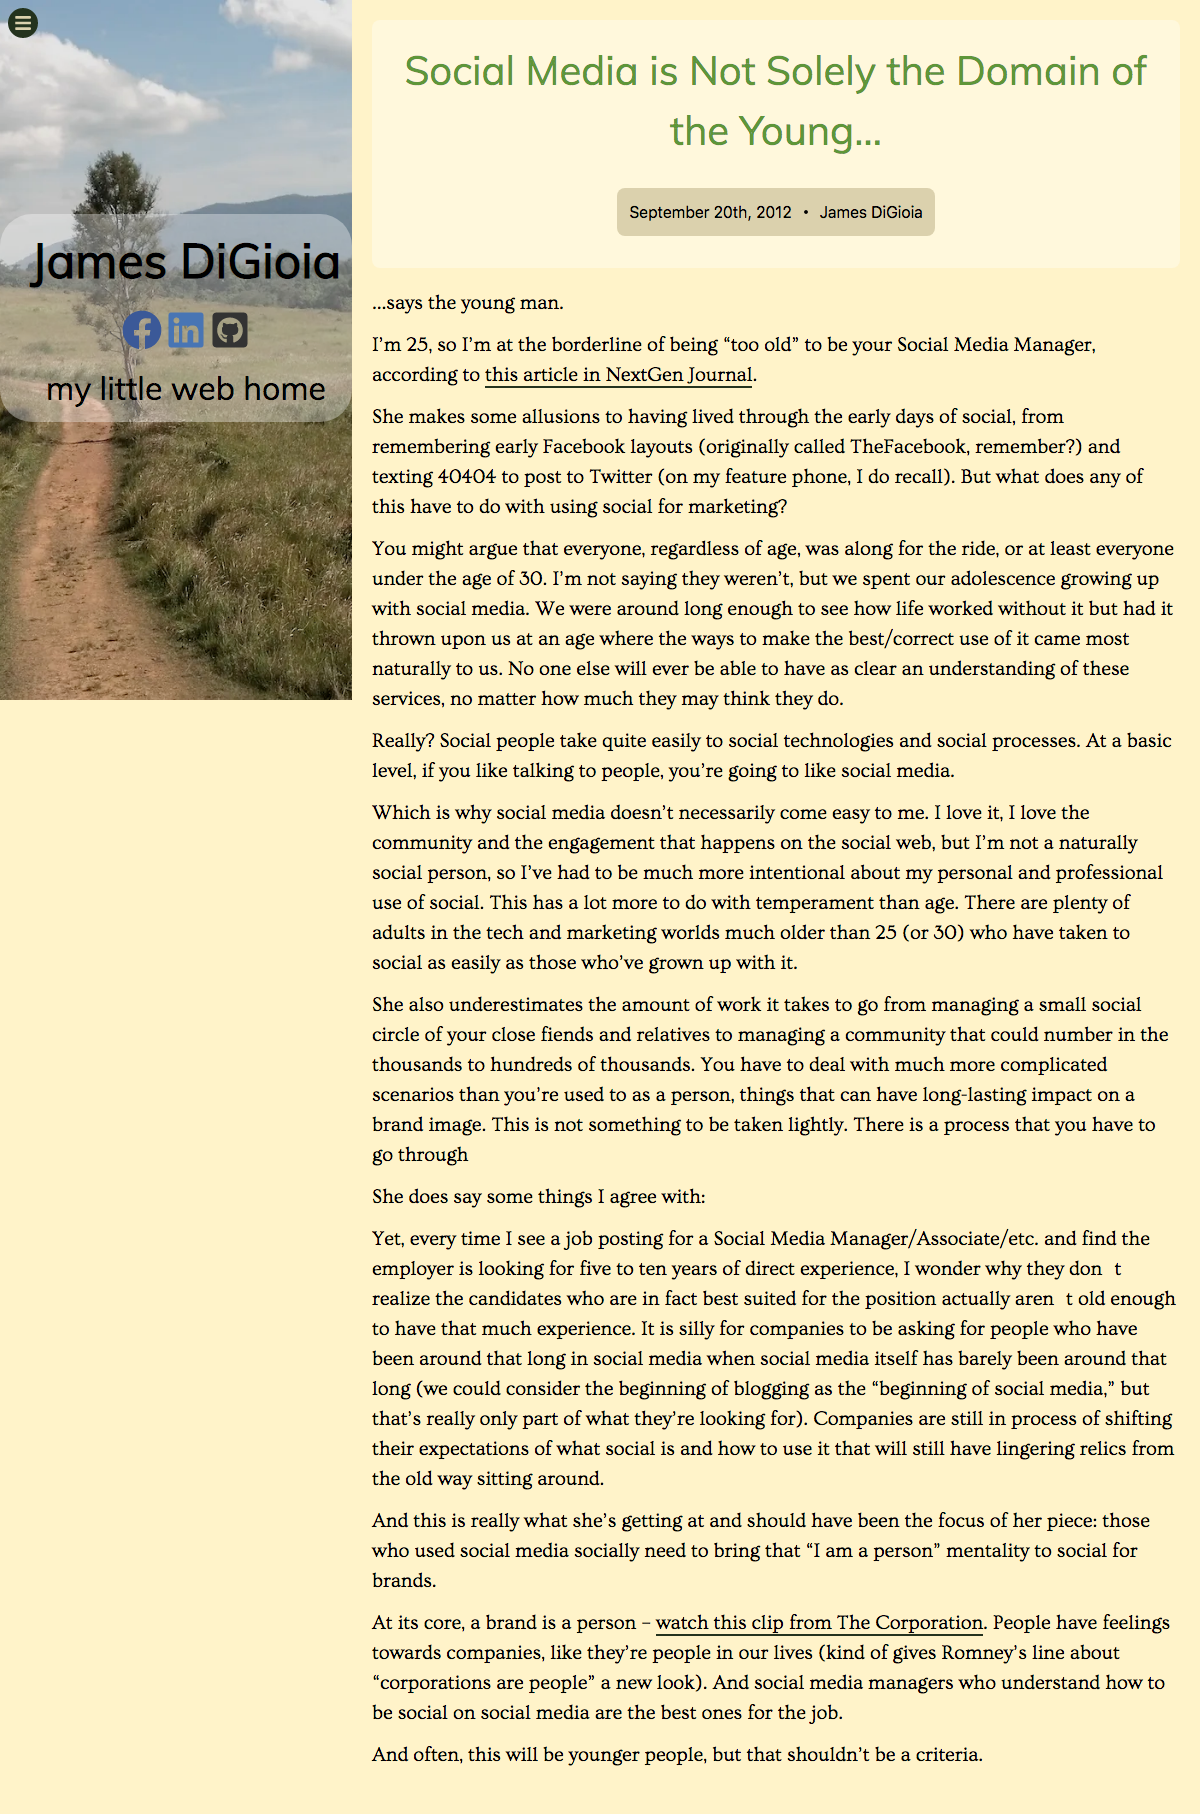 James DiGioia
my little web home
Social Media is Not Solely the Domain of
the Young...
September 20th, 2012 • James DiGioia
...says the young man.
I’m 25, so I’m at the borderline of being “too old” to be your Social Media Manager,
according to this article in NextGen Journal.
She makes some allusions to having lived through the early days of social, from
remembering early Facebook layouts (originally called TheFacebook, remember?) and
texting 40404 to post to Twitter (on my feature phone, I do recall). But what does any of
this have to do with using social for marketing?
You might argue that everyone, regardless of age, was along for the ride, or at least everyone
under the age of 30. I’m not saying they weren’t, but we spent our adolescence growing up
with social media. We were around long enough to see how life worked without it but had it
thrown upon us at an age where the ways to make the best/correct use of it came most
naturally to us. No one else will ever be able to have as clear an understanding of these
services, no matter how much they may think they do.
Really? Social people take quite easily to social technologies and social processes. At a basic
level, if you like talking to people, you’re going to like social media.
Which is why social media doesn’t necessarily come easy to me. I love it, I love the
community and the engagement that happens on the social web, but I’m not a naturally
social person, so I’ve had to be much more intentional about my personal and professional
use of social. This has a lot more to do with temperament than age. There are plenty of
adults in the tech and marketing worlds much older than 25 (or 30) who have taken to
social as easily as those who’ve grown up with it.
She also underestimates the amount of work it takes to go from managing a small social
circle of your close fiends and relatives to managing a community that could number in the
thousands to hundreds of thousands. You have to deal with much more complicated
scenarios than you’re used to as a person, things that can have long-lasting impact on a
brand image. This is not something to be taken lightly. There is a process that you have to
go through
She does say some things I agree with:
Yet, every time I see a job posting for a Social Media Manager/Associate/etc. and find the
employer is looking for five to ten years of direct experience, I wonder why they don t
realize the candidates who are in fact best suited for the position actually aren t old enough
to have that much experience. It is silly for companies to be asking for people who have
been around that long in social media when social media itself has barely been around that
long (we could consider the beginning of blogging as the “beginning of social media,” but
that’s really only part of what they’re looking for). Companies are still in process of shifting
their expectations of what social is and how to use it that will still have lingering relics from
the old way sitting around.
And this is really what she’s getting at and should have been the focus of her piece: those
who used social media socially need to bring that “I am a person” mentality to social for
brands.
At its core, a brand is a person – watch this clip from The Corporation. People have feelings
towards companies, like they’re people in our lives (kind of gives Romney’s line about
“corporations are people” a new look). And social media managers who understand how to
be social on social media are the best ones for the job.
And often, this will be younger people, but that shouldn’t be a criteria.